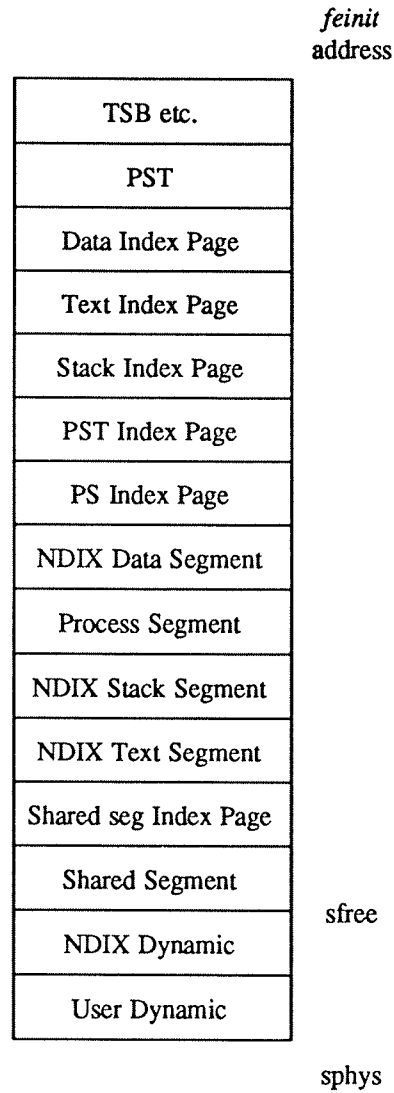 feinit
address
TSB etc.
PST
Data Index Page
Text Index Page
Stack Index Page
PST Index Page
PS Index Page
NDIX Data Segment
Process Segment
NDIX Stack Segment
NDIX Text Segment
Shared seg Index Page
Shared Segment
sfree
NDIX Dynamic
User Dynamic
sphys